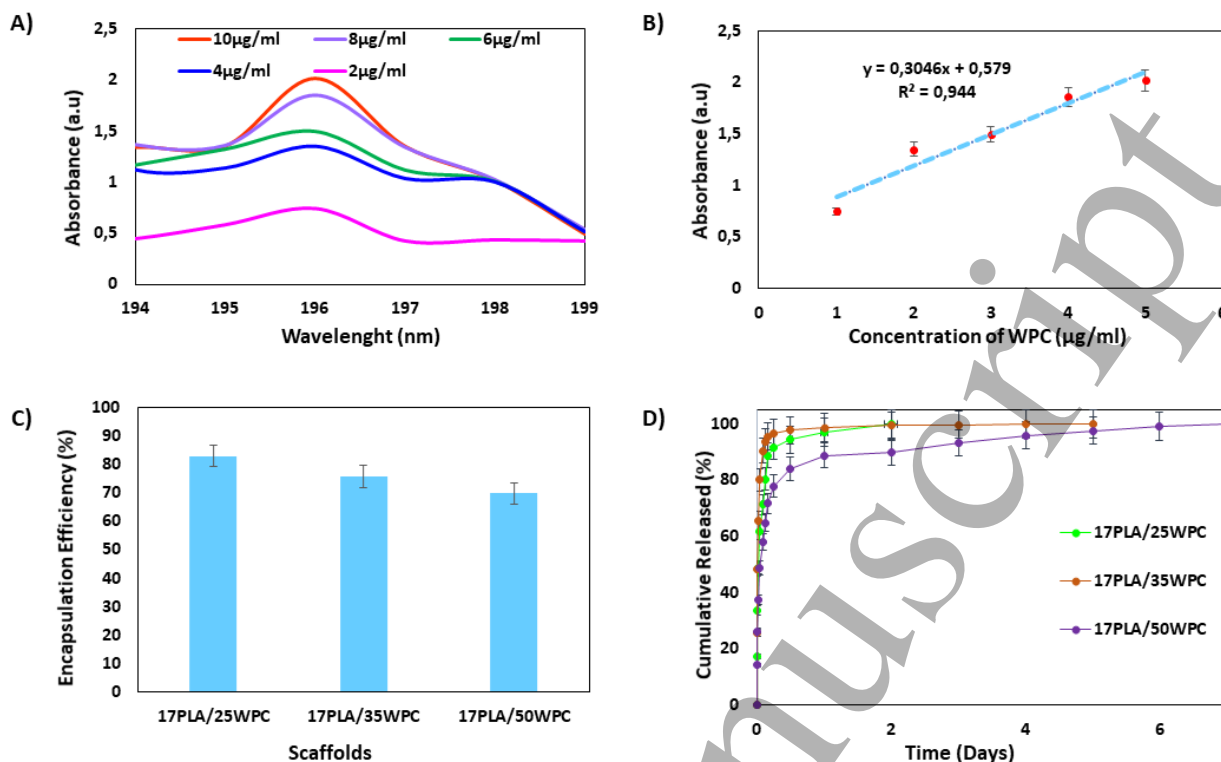 A)
2,5
2
1,5
1
0,5
0
Absorbance (a.u)
10µg/ml 8µg/ml 6µg/ml
4µg/ml 2µg/ml
194 195 196 197 198 199
Wavelenght (nm)
B)
2,5
2
1,5
1
0,5
0
Absorbance (a.u)
y = 0,3046x + 0,579
R² = 0,944
0 1 2 3 4 5 6
Concentration of WPC (µg/ml)
C)
100
90
80
70
60
50
40
30
20
10
0
Encapsulation Efficiency (%)
17PLA/25WPC 17PLA/35WPC 17PLA/50WPC
Scaffolds
D)
100
80
60
40
20
0
Cumulative Released (%)
17PLA/25WPC
17PLA/35WPC
17PLA/50WPC
0 2 4 6
Time (Days)
nuscript